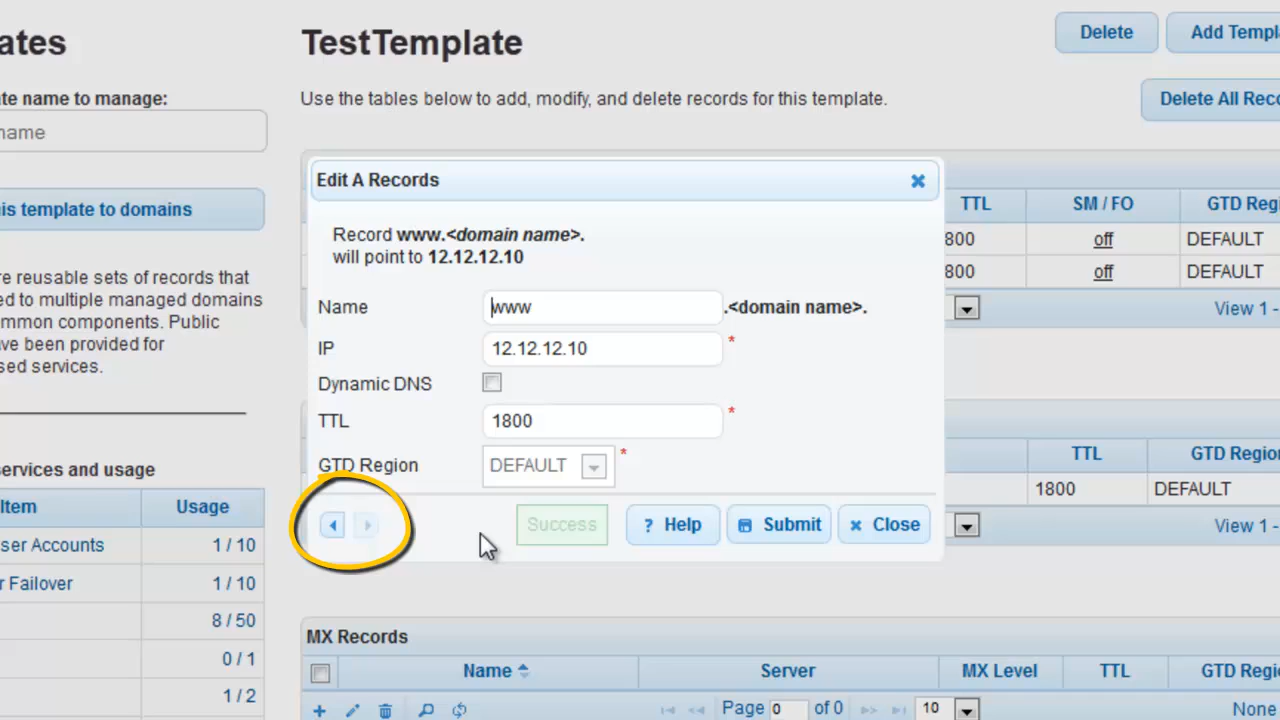 ates
TestTemplate
Delete
Add Templ
ate name to manage:
Use the tables below to add, modify, and delete records for this template.
Delete All Reco
name
Edit A Records
TTL
SM / FO
GTD Regi
is template to domains
Record www.<domain name>.
will point to 12.12.12.10
800
off
DEFAULT
800
off
DEFAULT
re reusable sets of records that
ed to multiple managed domains
mmon components. Public
ve been provided for
sed services.
Name
www
.<domain name>.
View 1 -
IP
12.12.12.10
*
Dynamic DNS
TTL
1800
*
GTD Region
DEFAULT
*
TTL
GTD Region
1800
DEFAULT
services and usage
Item
Usage
Success
? Help
Submit
Close
View 1 -
ser Accounts
1 / 10
r Failover
1 / 10
8 / 50
0 / 1
1 / 2
MX Records
Name
Server
MX Level
TTL
GTD Regi
Page 0 of 0
10
None